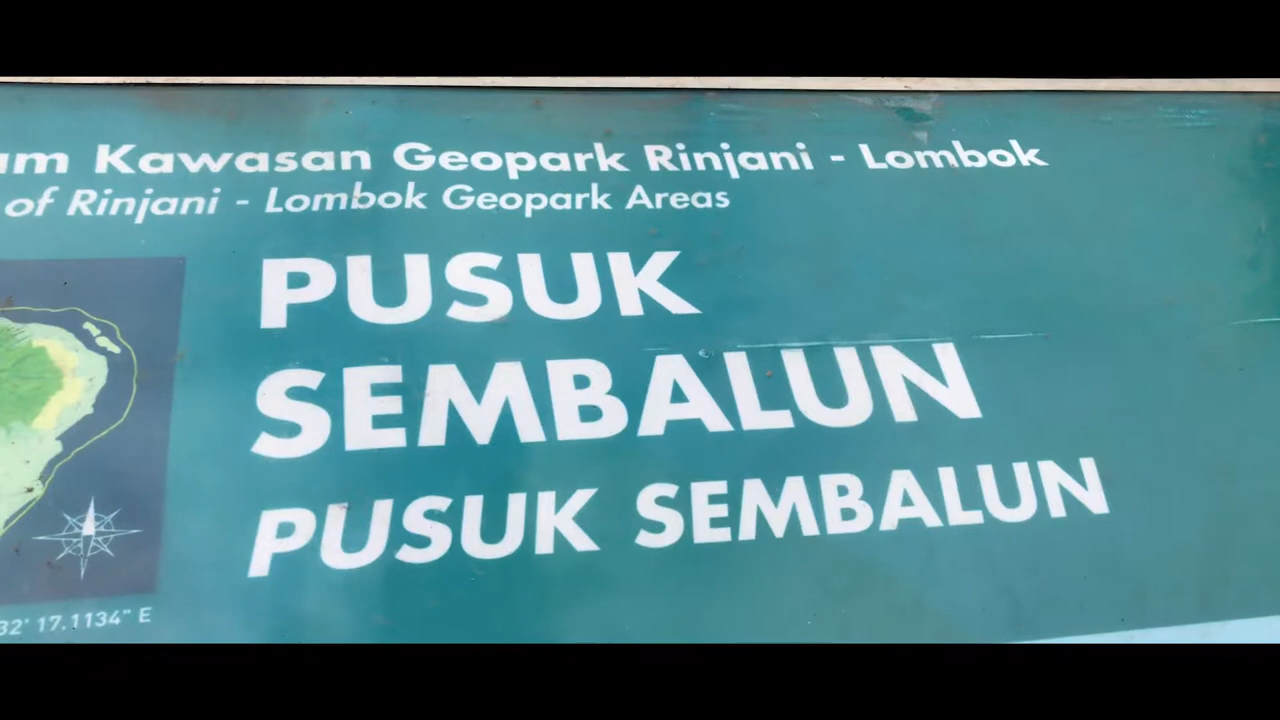 Kawasan Geopark Rinjani - Lombok
of Rinjani - Lombok Geopark Areas
PUSUK
SEMBALUN
PUSUK SEMBALUN
32' 17.1134" E